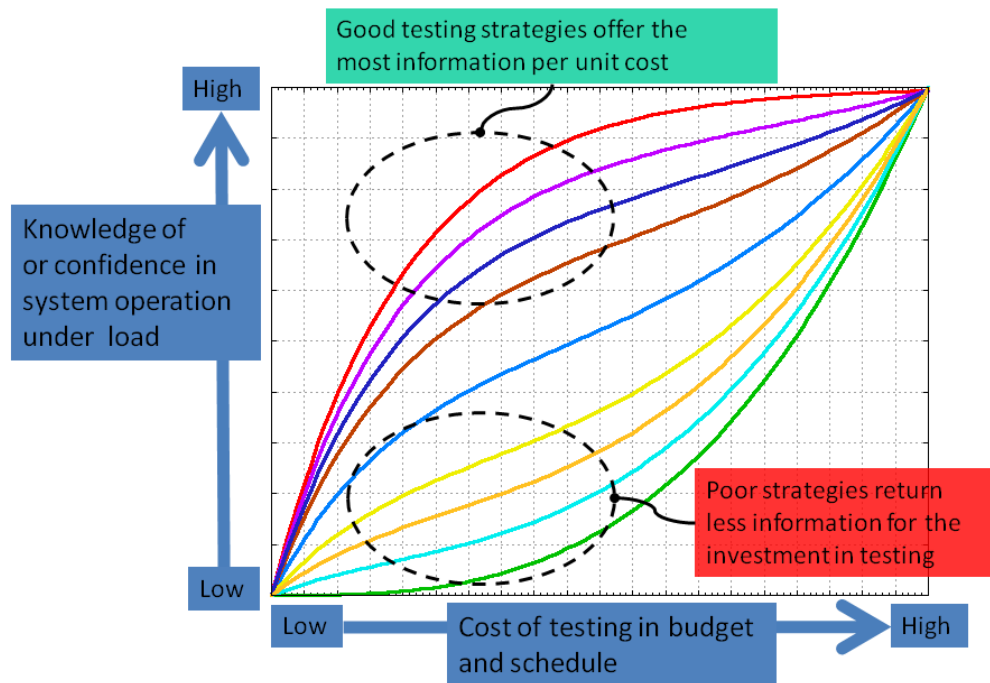 Good testing strategies offer the
most information per unit cost
High
Knowledge of
or confidence in
system operation
under load
Poor strategies return
less information for the
investment in testing
Low
Low
Cost of testing in budget
and schedule
High